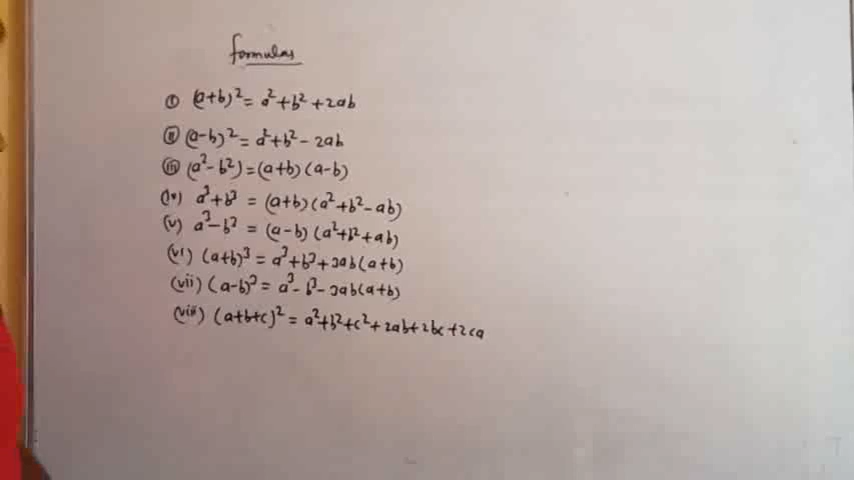 formulas
(i) (a+b)² = a²+b²+2ab
(ii) (a-b)² = a²+b²-2ab
(iii) (a²-b²) = (a+b) (a-b)
(iv) a³+b³ = (a+b) (a²+b²-ab)
(v) a³-b³ = (a-b) (a²+b²+ab)
(vi) (a+b)³ = a³+b³+3ab(a+b)
(vii) (a-b)³ = a³-b³-3ab(a+b)
(viii) (a+b+c)² = a²+b²+c²+2ab+2bc+2ca